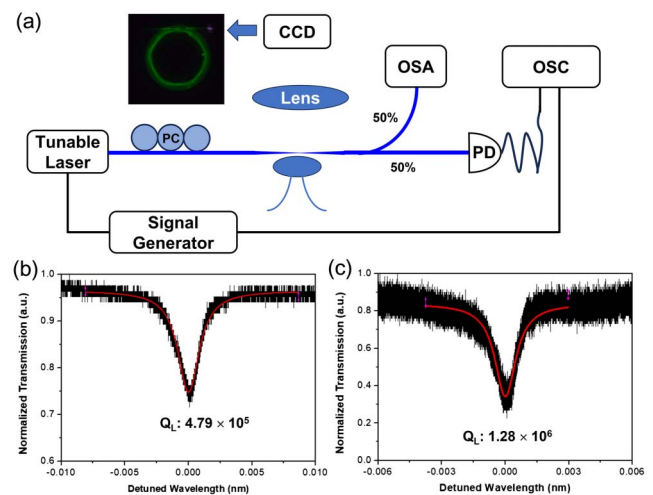 (a)
CCD
Lens
OSA
OSC
50%
PC
Tunable
Laser
50%
PD
Signal
Generator
(b)
(c)
Normalized Transmission (a.u.)
1.0
0.9
0.8
0.7
0.6
Q_L: 4.79 × 10⁵
-0.010
-0.005
0.000
0.005
0.010
Detuned Wavelength (nm)
Normalized Transmission (a.u.)
1.0
0.8
0.6
0.4
0.2
0.0
Q_L: 1.28 × 10⁶
-0.006
-0.003
0.000
0.003
0.006
Detuned Wavelength (nm)